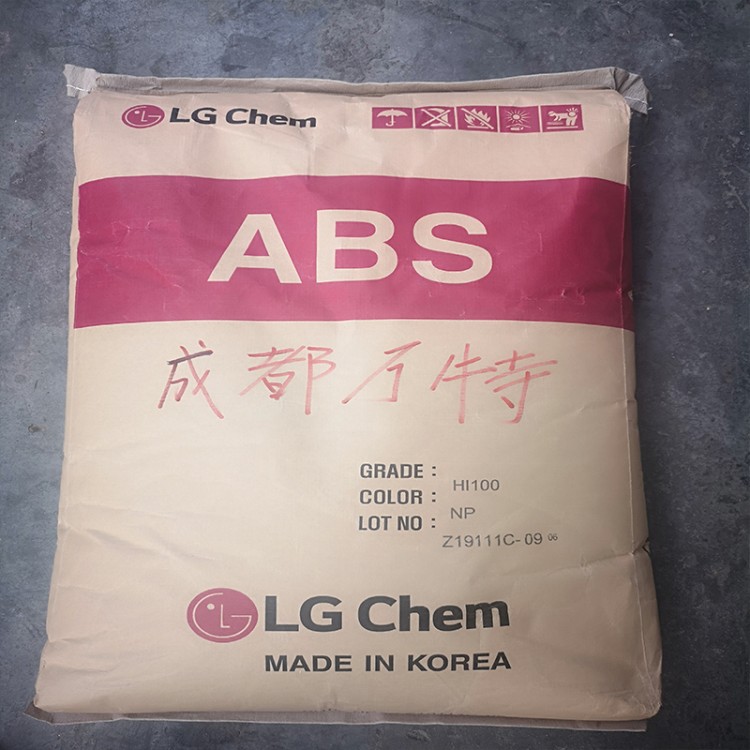 LG Chem
ABS
成都万特
GRADE : HI100
COLOR : NP
LOT NO : Z19111C-09 06
LG Chem
MADE IN KOREA